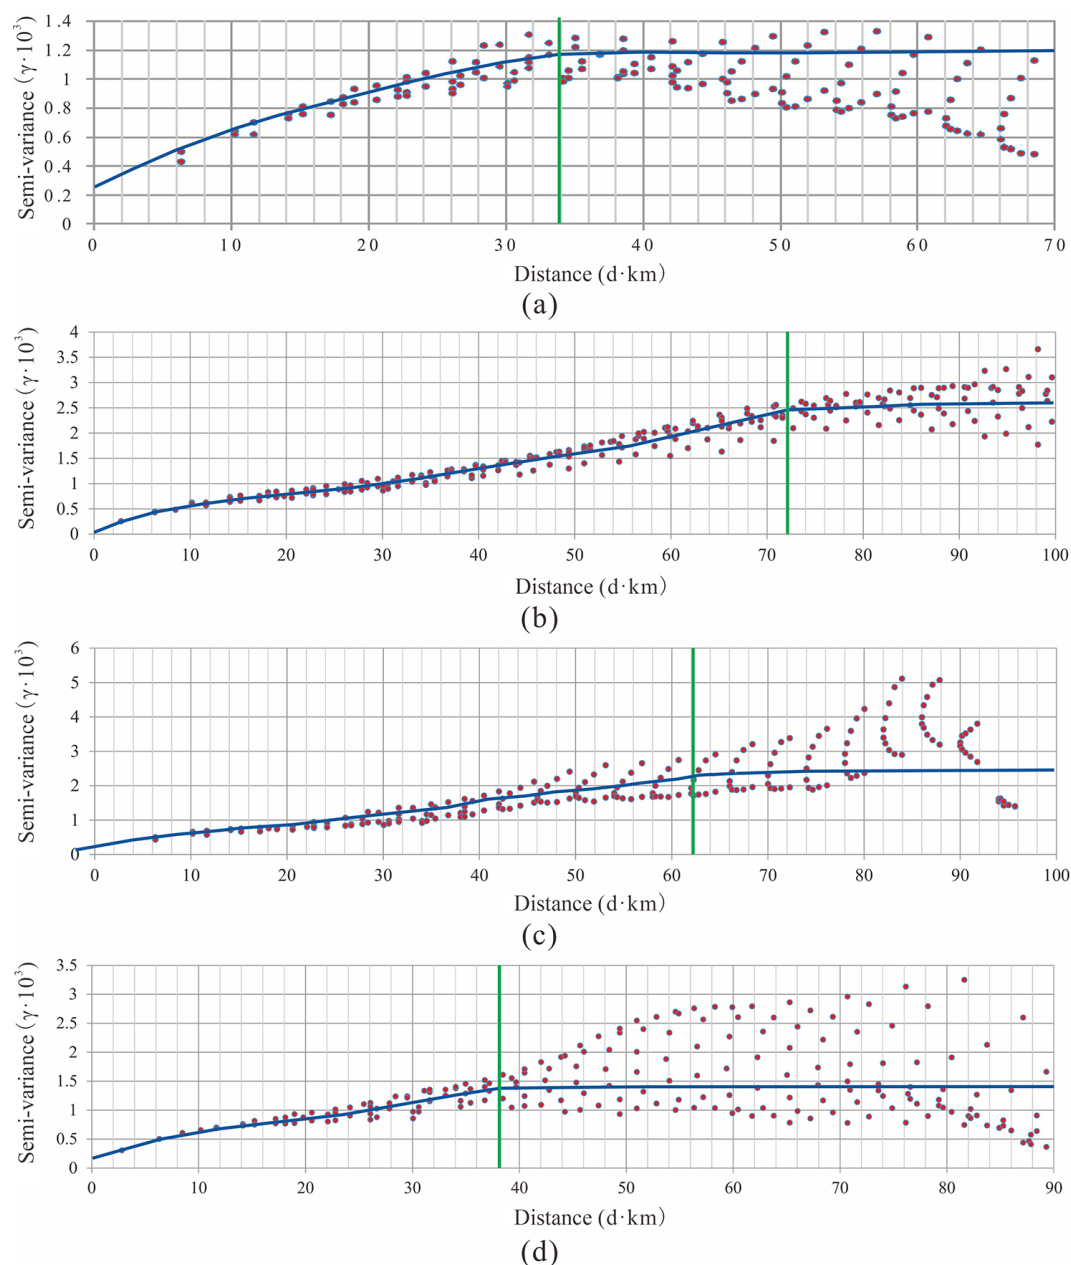 Semi-variance (γ·10³)
1.4
1.2
1
0.8
0.6
0.4
0.2
0
0 10 20 30 40 50 60 70
Distance (d·km)
(a)
Semi-variance (γ·10³)
4
3.5
3
2.5
2
1.5
1
0.5
0
0 10 20 30 40 50 60 70 80 90 100
Distance (d·km)
(b)
Semi-variance (γ·10³)
6
5
4
3
2
1
0
0 10 20 30 40 50 60 70 80 90 100
Distance (d·km)
(c)
Semi-variance (γ·10³)
3.5
3
2.5
2
1.5
1
0.5
0
0 10 20 30 40 50 60 70 80 90
Distance (d·km)
(d)